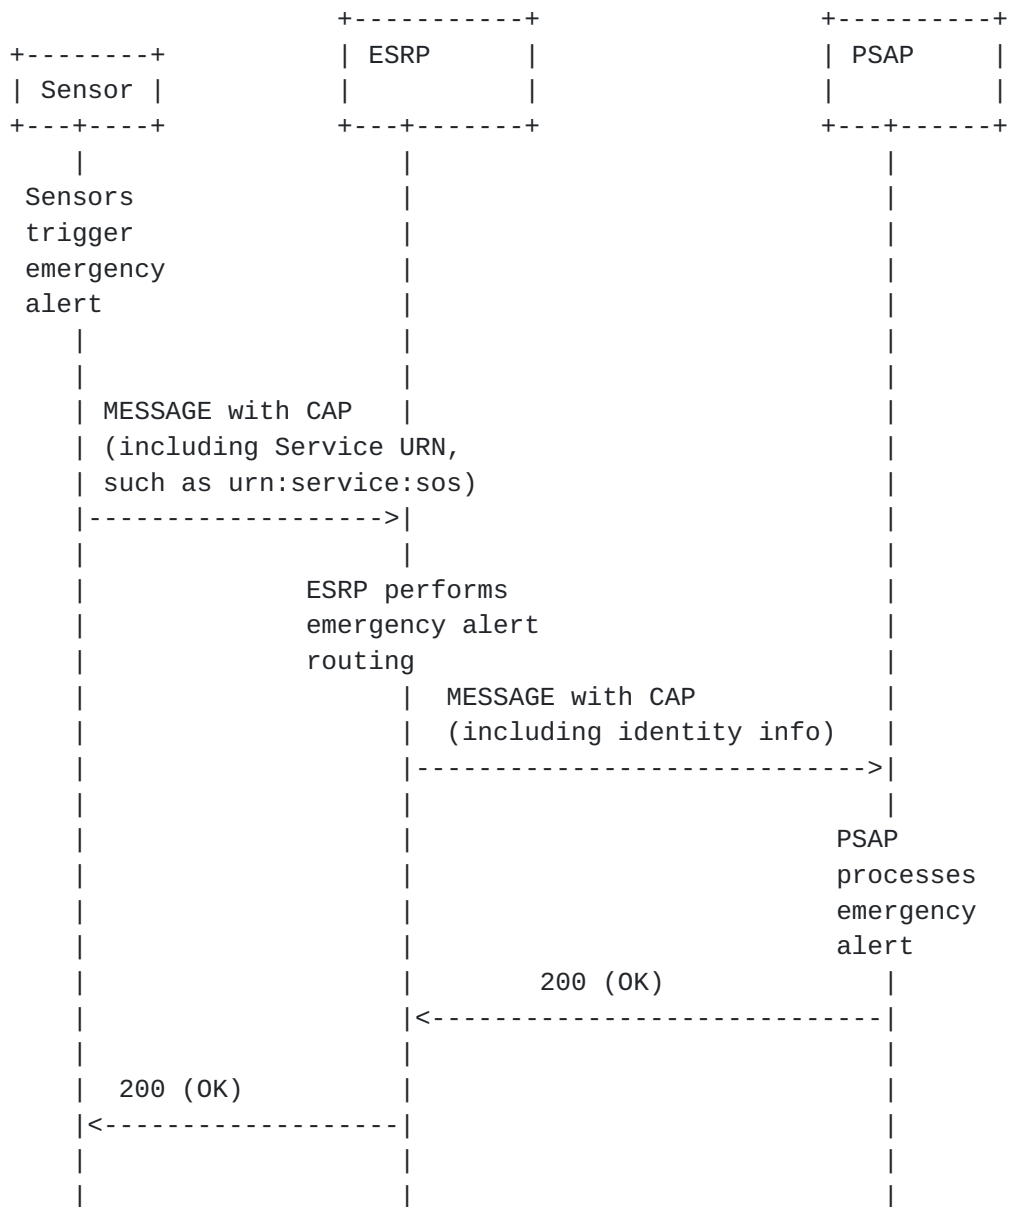 +-----------+                  +----------+
+--------+           | ESRP      |                  | PSAP     |
| Sensor |           |           |                  |          |
+---+----+           +---+-------+                  +---+------+
    |                    |                              |
 Sensors                 |                              |
 trigger                 |                              |
 emergency               |                              |
 alert                   |                              |
    |                    |                              |
    |                    |                              |
    | MESSAGE with CAP   |                              |
    | (including Service URN,                           |
    | such as urn:service:sos)                          |
    |------------------->|                              |
    |                    |                              |
    |              ESRP performs                        |
    |              emergency alert                      |
    |              routing                              |
    |                    |  MESSAGE with CAP            |
    |                    |  (including identity info)   |
    |                    |----------------------------->|
    |                    |                              |
    |                    |                           PSAP
    |                    |                           processes
    |                    |                           emergency
    |                    |                           alert
    |                    |        200 (OK)              |
    |                    |<-----------------------------|
    |                    |                              |
    |  200 (OK)          |                              |
    |<-------------------|                              |
    |                    |                              |
    |                    |                              |